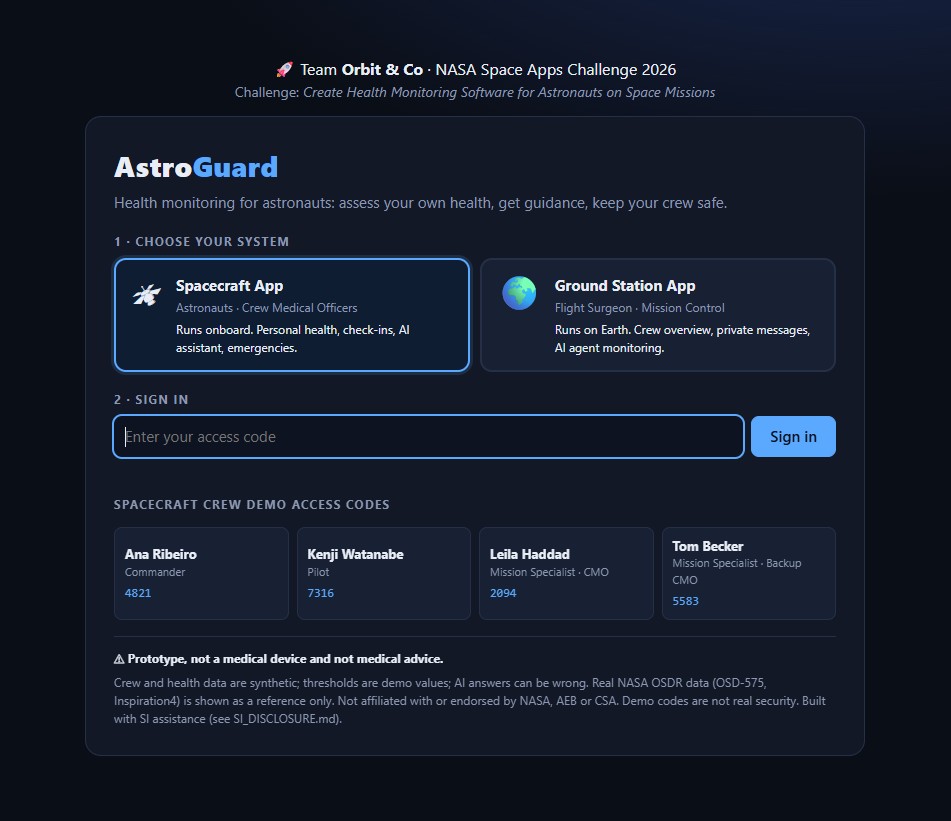 🚀 Team Orbit & Co · NASA Space Apps Challenge 2026
Challenge: Create Health Monitoring Software for Astronauts on Space Missions
AstroGuard
Health monitoring for astronauts: assess your own health, get guidance, keep your crew safe.
1 · CHOOSE YOUR SYSTEM
Spacecraft App
Astronauts · Crew Medical Officers
Runs onboard. Personal health, check-ins, AI
assistant, emergencies.
Ground Station App
Flight Surgeon · Mission Control
Runs on Earth. Crew overview, private messages,
AI agent monitoring.
2 · SIGN IN
Enter your access code
Sign in
SPACECRAFT CREW DEMO ACCESS CODES
Ana Ribeiro
Commander
4821
Kenji Watanabe
Pilot
7316
Leila Haddad
Mission Specialist · CMO
2094
Tom Becker
Mission Specialist · Backup
CMO
5583
⚠ Prototype, not a medical device and not medical advice.
Crew and health data are synthetic; thresholds are demo values; AI answers can be wrong. Real NASA OSDR data (OSD-575,
Inspiration4) is shown as a reference only. Not affiliated with or endorsed by NASA, AEB or CSA. Demo codes are not real security. Built
with SI assistance (see SI_DISCLOSURE.md).